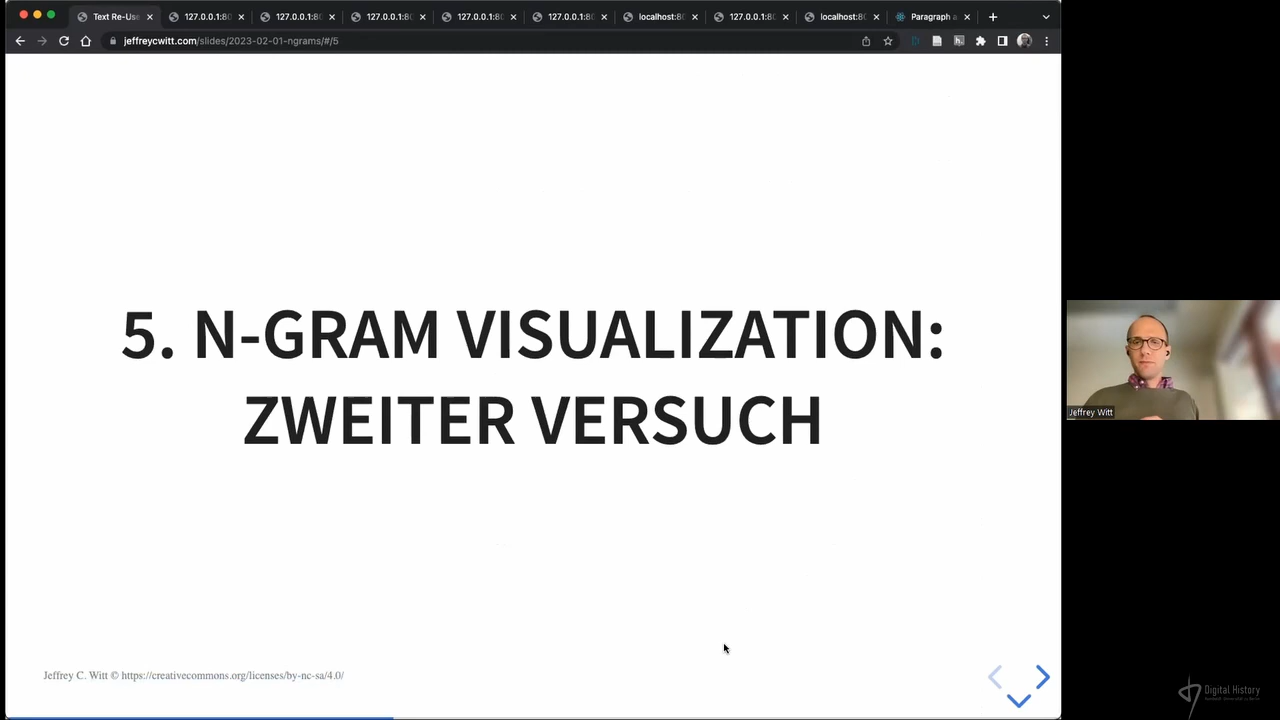 Text Re-Use
127.0.0.1:80
127.0.0.1:80
127.0.0.1:80
127.0.0.1:80
127.0.0.1:80
localhost:80
127.0.0.1:80
localhost:80
Paragraph a
jeffreycwitt.com/slides/2023-02-01-ngrams/#/5
5. N-GRAM VISUALIZATION:
ZWEITER VERSUCH
Jeffrey Witt
Jeffrey C. Witt © https://creativecommons.org/licenses/by-nc-sa/4.0/
Digital History